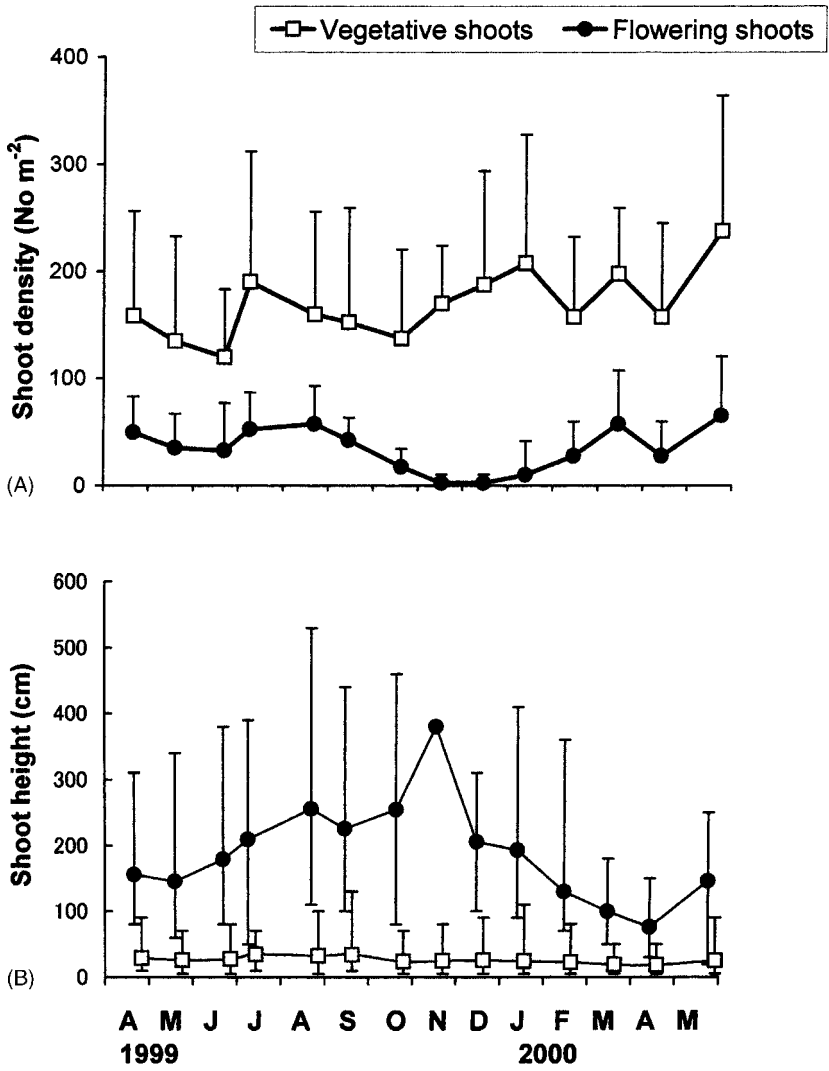 Vegetative shoots Flowering shoots
400
300
200
100
0
Shoot density (No m-2)
(A)
600
500
400
300
200
100
0
Shoot height (cm)
(B)
A M J J A S O N D J F M A M
1999 2000